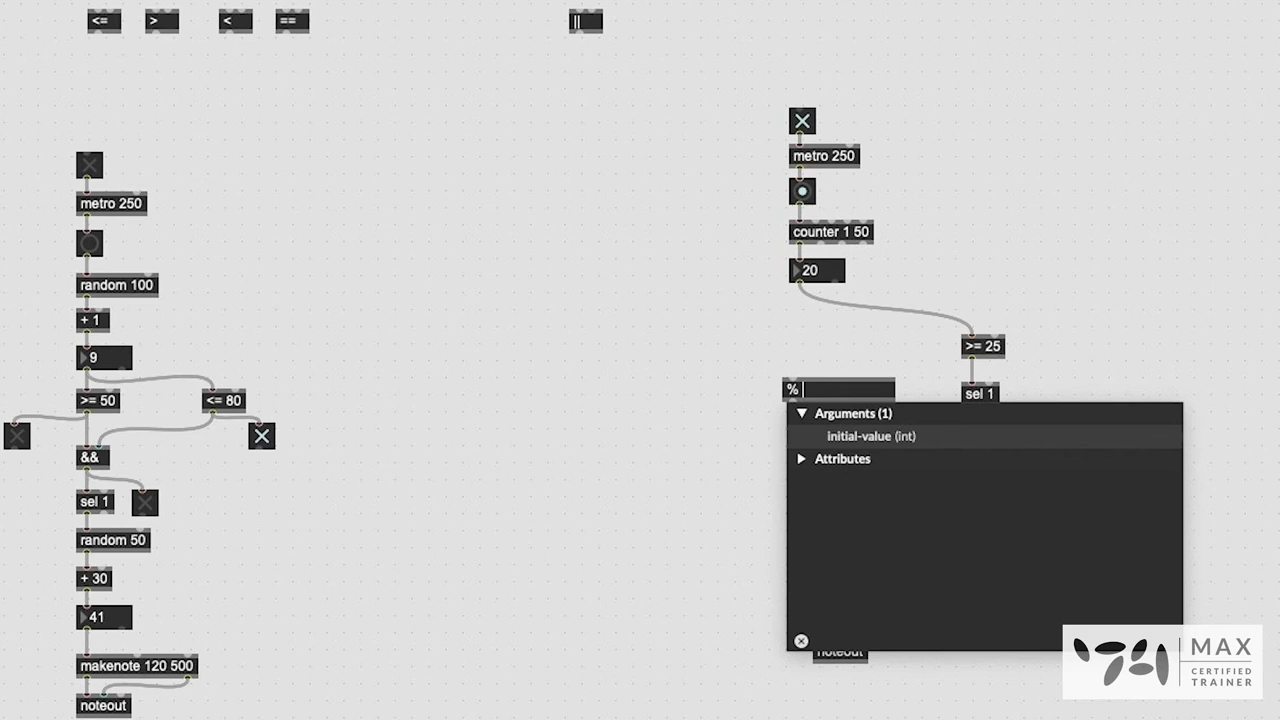 <=
>
<
==
||
metro 250
random 100
+ 1
9
>= 50
<= 80
&&
sel 1
random 50
+ 30
41
makenote 120 500
noteout
metro 250
counter 1 50
20
>= 25
sel 1
%
Arguments (1)
initial-value (int)
Attributes
noteout
MAX
CERTIFIED
TRAINER